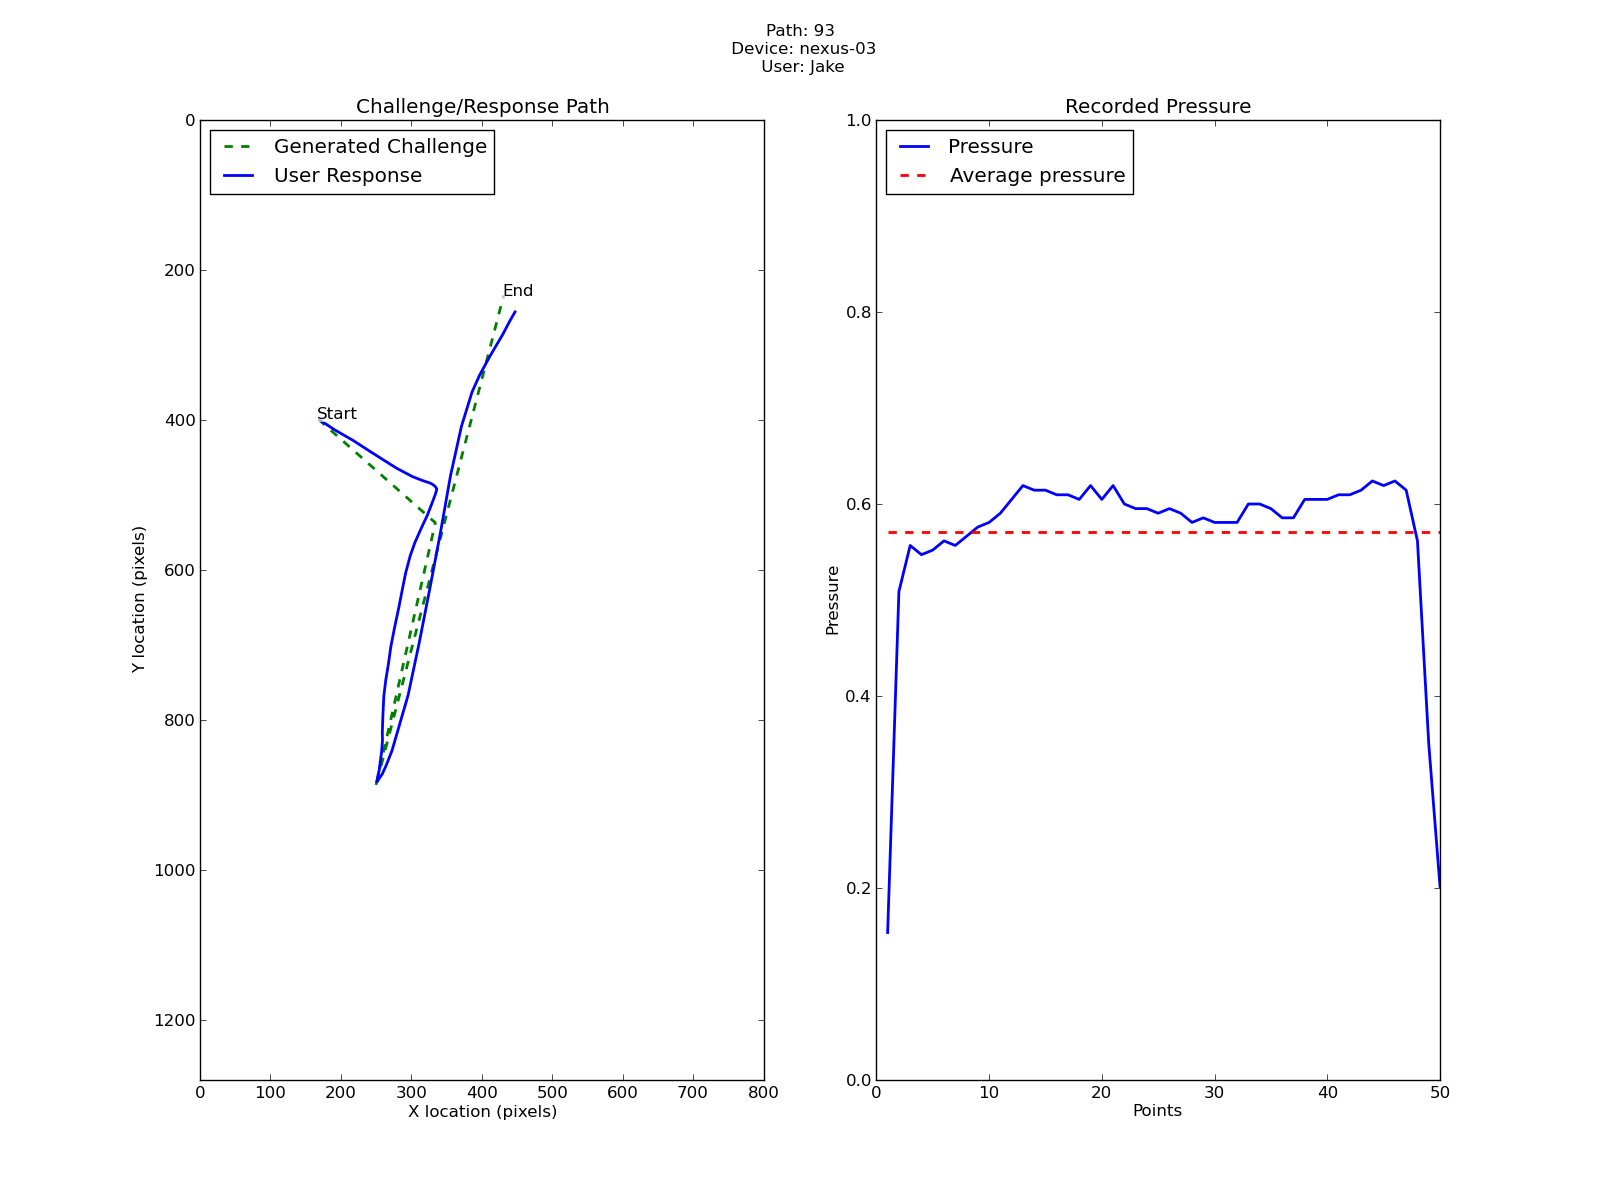 Path: 93
Device: nexus-03
User: Jake
Challenge/Response Path
Generated Challenge
User Response
0
200
400
600
800
1000
1200
Y location (pixels)
Start
End
0 100 200 300 400 500 600 700 800
X location (pixels)
Recorded Pressure
Pressure
Average pressure
1.0
0.8
0.6
0.4
0.2
0.0
Pressure
0 10 20 30 40 50
Points